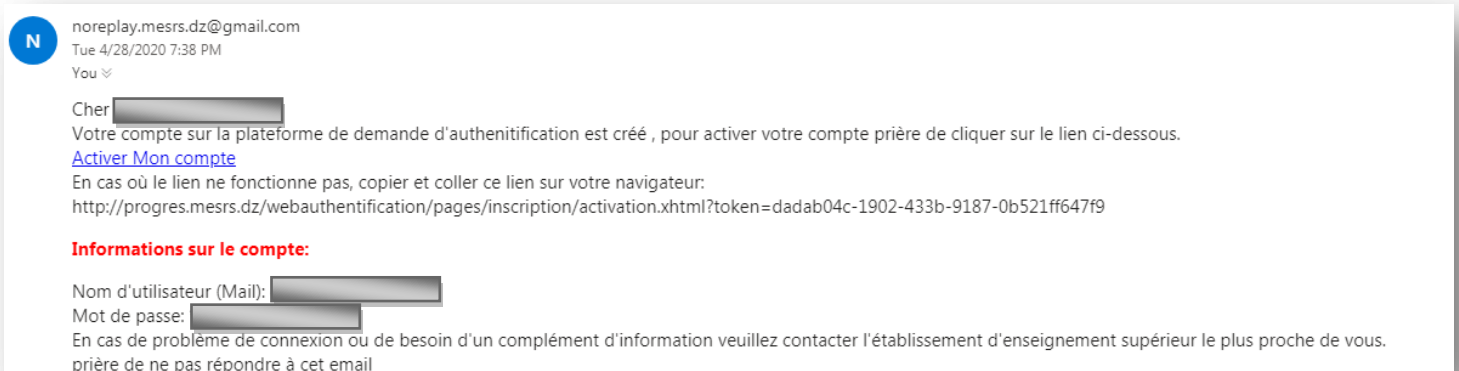 N
noreplay.mesrs.dz@gmail.com
Tue 4/28/2020 7:38 PM
You
Cher
Votre compte sur la plateforme de demande d'authenitification est créé , pour activer votre compte prière de cliquer sur le lien ci-dessous.
Activer Mon compte
En cas où le lien ne fonctionne pas, copier et coller ce lien sur votre navigateur:
http://progres.mesrs.dz/webauthentification/pages/inscription/activation.xhtml?token=dadab04c-1902-433b-9187-0b521ff647f9
Informations sur le compte:
Nom d'utilisateur (Mail):
Mot de passe:
En cas de problème de connexion ou de besoin d'un complément d'information veuillez contacter l'établissement d'enseignement supérieur le plus proche de vous.
prière de ne pas répondre à cet email